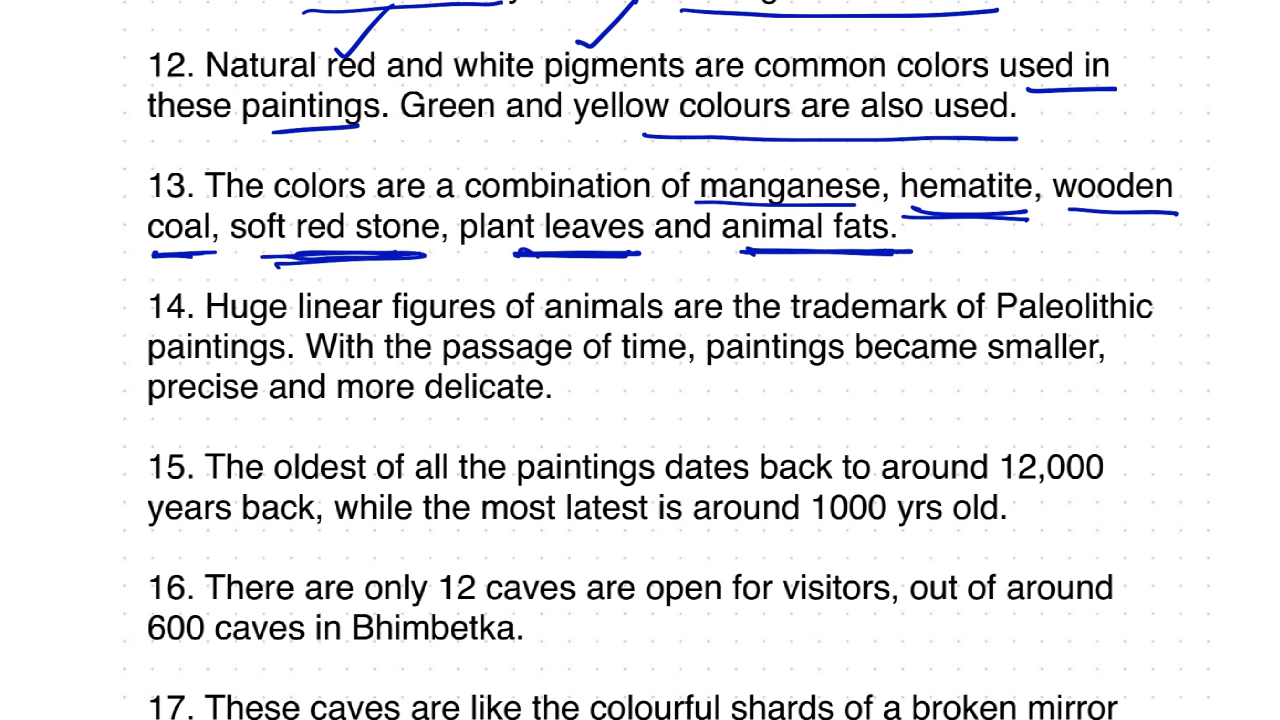 12. Natural red and white pigments are common colors used in
these paintings. Green and yellow colours are also used.
13. The colors are a combination of manganese, hematite, wooden
coal, soft red stone, plant leaves and animal fats.
14. Huge linear figures of animals are the trademark of Paleolithic
paintings. With the passage of time, paintings became smaller,
precise and more delicate.
15. The oldest of all the paintings dates back to around 12,000
years back, while the most latest is around 1000 yrs old.
16. There are only 12 caves are open for visitors, out of around
600 caves in Bhimbetka.
17. These caves are like the colourful shards of a broken mirror